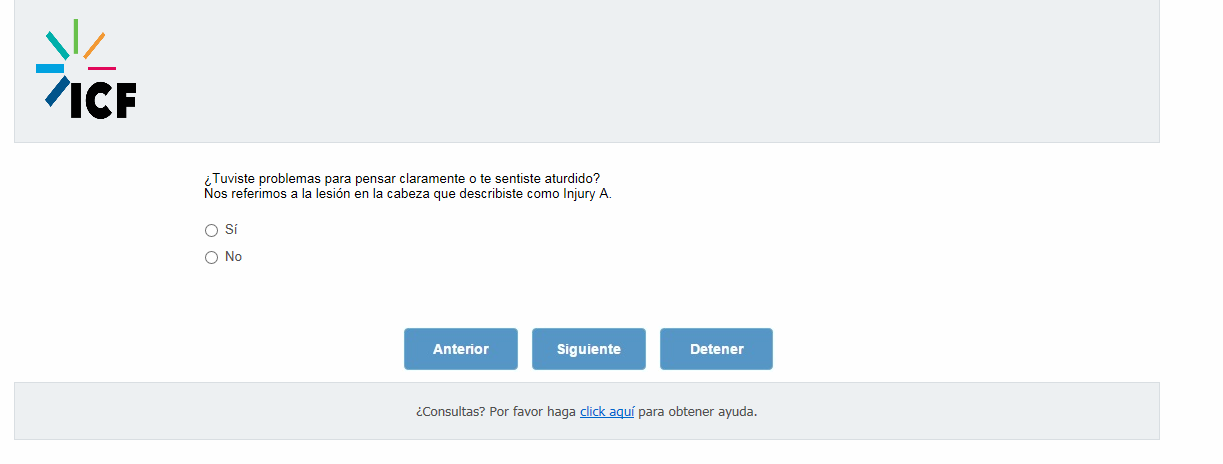 ICF
¿Tuviste problemas para pensar claramente o te sentiste aturdido?
Nos referimos a la lesión en la cabeza que describiste como Injury A.
Sí
No
Anterior Siguiente Detener
¿Consultas? Por favor haga click aquí para obtener ayuda.